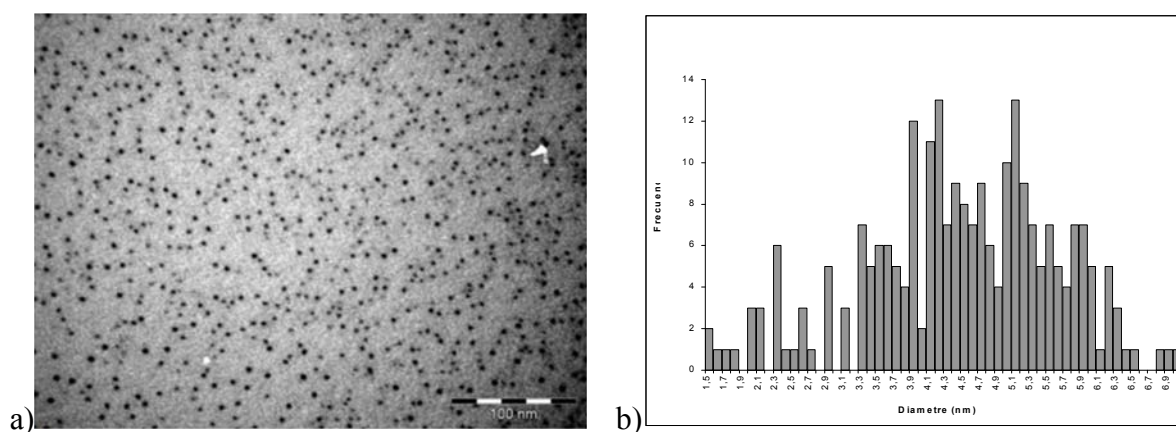 a)
100 nm
b)
Frecuenc
14
12
10
8
6
4
2
0
1,5 1,7 1,9 2,1 2,3 2,5 2,7 2,9 3,1 3,3 3,5 3,7 3,9 4,1 4,3 4,5 4,7 4,9 5,1 5,3 5,5 5,7 5,9 6,1 6,3 6,5 6,7 6,9
Diametre (nm)